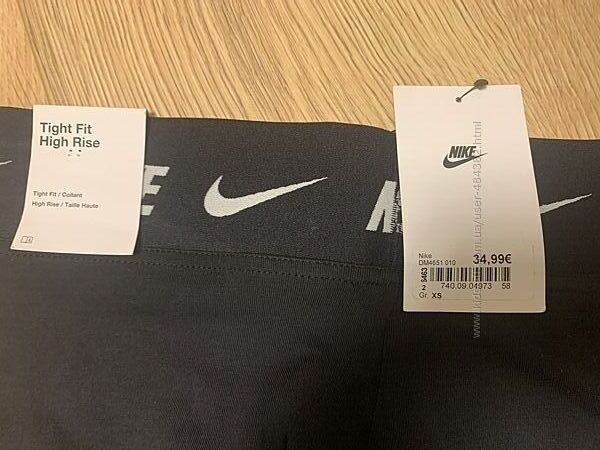 Tight Fit
High Rise
Tight Fit / Collant
High Rise / Taille Haute
NIKE
Nike
DM4651 010
34,99€
5463
2
740.09.04973
58
Gr. XS